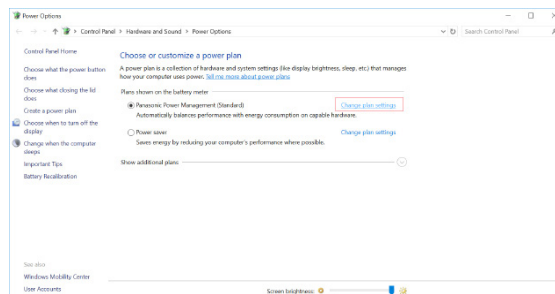 Power Options
Control Panel > Hardware and Sound > Power Options
Search Control Panel
Control Panel Home
Choose what the power button
does
Choose what closing the lid
does
Create a power plan
Choose when to turn off the
display
Change when the computer
sleeps
Important Tips
Battery Recalibration
Choose or customize a power plan
A power plan is a collection of hardware and system settings (like display brightness, sleep, etc.) that manages
how your computer uses power. Tell me more about power plans
Plans shown on the battery meter
Panasonic Power Management (Standard)
Change plan settings
Automatically balances performance with energy consumption on capable hardware.
Power saver
Change plan settings
Saves energy by reducing your computer's performance where possible.
Show additional plans
See also
Windows Mobility Center
User Accounts
Screen brightness: